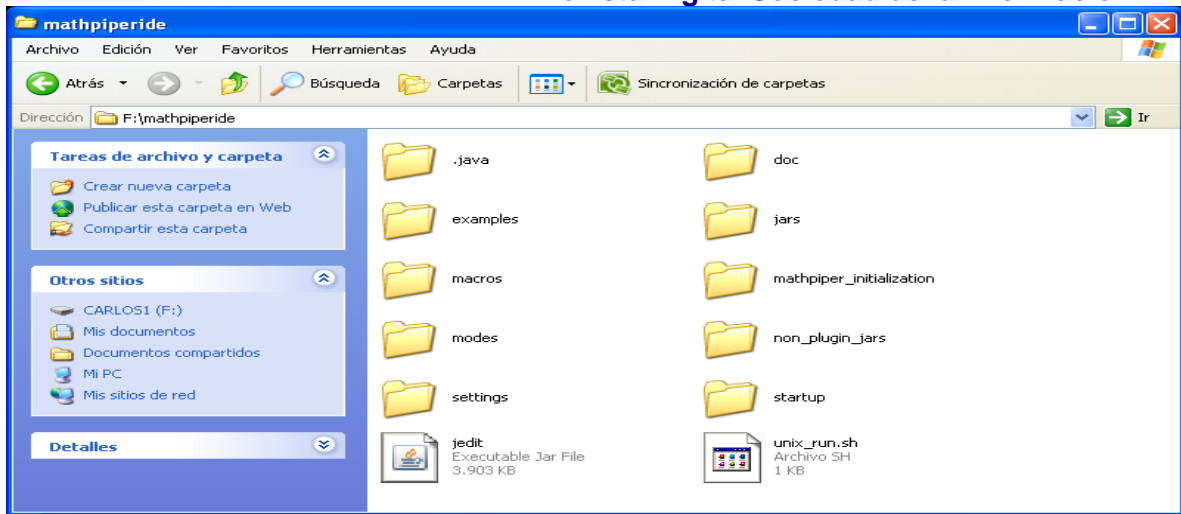 mathpiperide
Archivo Edición Ver Favoritos Herramientas Ayuda
Atrás Búsqueda Carpetas Sincronización de carpetas
Dirección F:\mathpiperide Ir
Tareas de archivo y carpeta
Crear nueva carpeta
Publicar esta carpeta en Web
Compartir esta carpeta
Otros sitios
CARLOS1 (F:)
Mis documentos
Documentos compartidos
Mi PC
Mis sitios de red
Detalles
.java doc
examples jars
macros mathpiper_initialization
modes non_plugin_jars
settings startup
jedit unix_run.sh
Executable Jar File Archivo SH
3.903 KB 1 KB